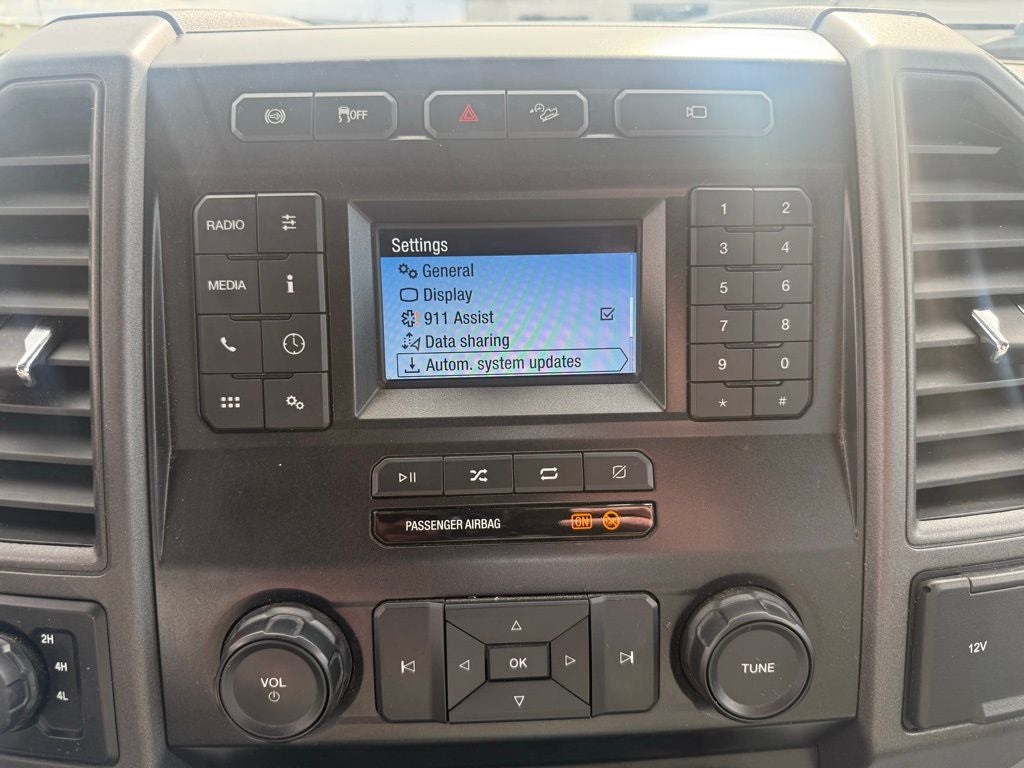 OFF
RADIO
MEDIA
i
Settings
General
Display
911 Assist
Data sharing
Autom. system updates
1 2
3 4
5 6
7 8
9 0
* #
PASSENGER AIRBAG ON
2H
4H
4L
VOL
OK
TUNE
12V